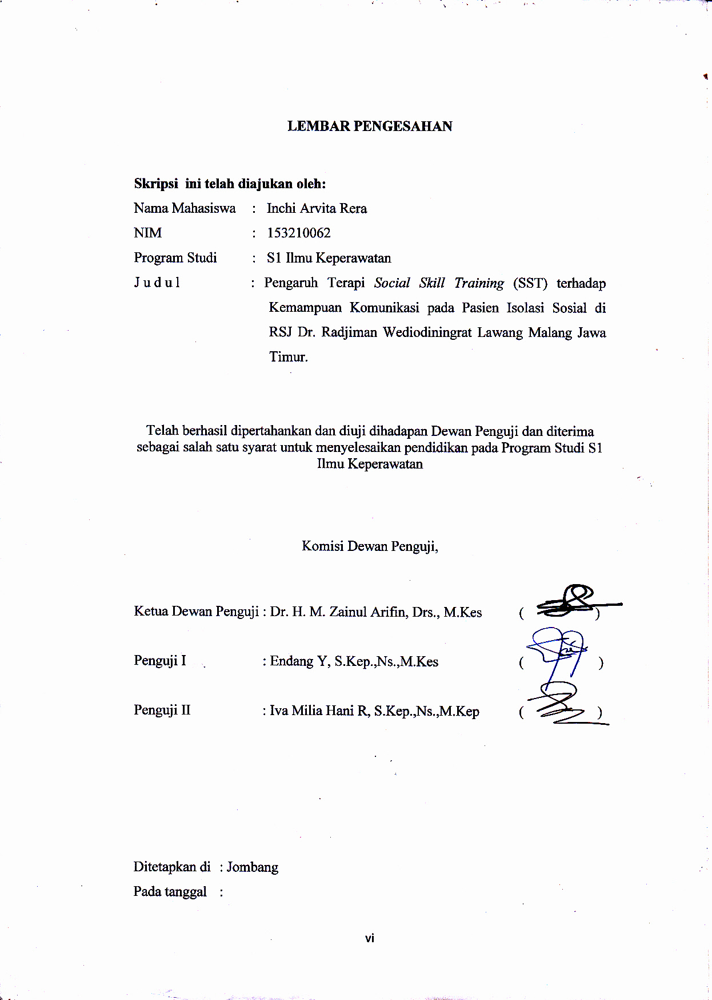 LEMBAR PENGESAHAN
Skripsi ini telah diajukan oleh:
Nama Mahasiswa : Inchi Arvita Rera
NIM : 153210062
Program Studi : S1 Ilmu Keperawatan
J u d u l : Pengaruh Terapi Social Skill Training (SST) terhadap
Kemampuan Komunikasi pada Pasien Isolasi Sosial di
RSJ Dr. Radjiman Wediodiningrat Lawang Malang Jawa
Timur.
Telah berhasil dipertahankan dan diuji dihadapan Dewan Penguji dan diterima
sebagai salah satu syarat untuk menyelesaikan pendidikan pada Program Studi S1
Ilmu Keperawatan
Komisi Dewan Penguji,
Ketua Dewan Penguji : Dr. H. M. Zainul Arifin, Drs., M.Kes ( )
Penguji I : Endang Y, S.Kep.,Ns.,M.Kes ( )
Penguji II : Iva Milia Hani R, S.Kep.,Ns.,M.Kep ( )
Ditetapkan di : Jombang
Pada tanggal :
vi